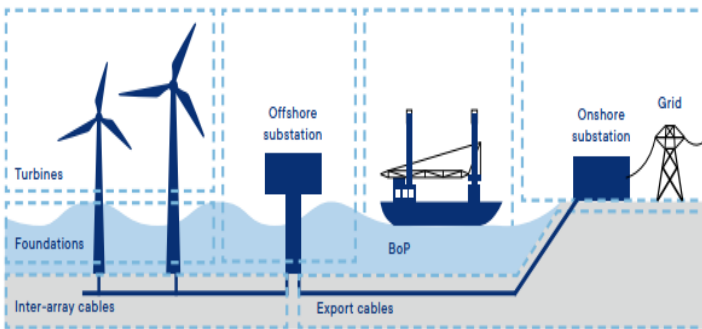 Offshore
substation
Onshore
substation
Grid
Turbines
Foundations
BoP
Inter-array cables
Export cables